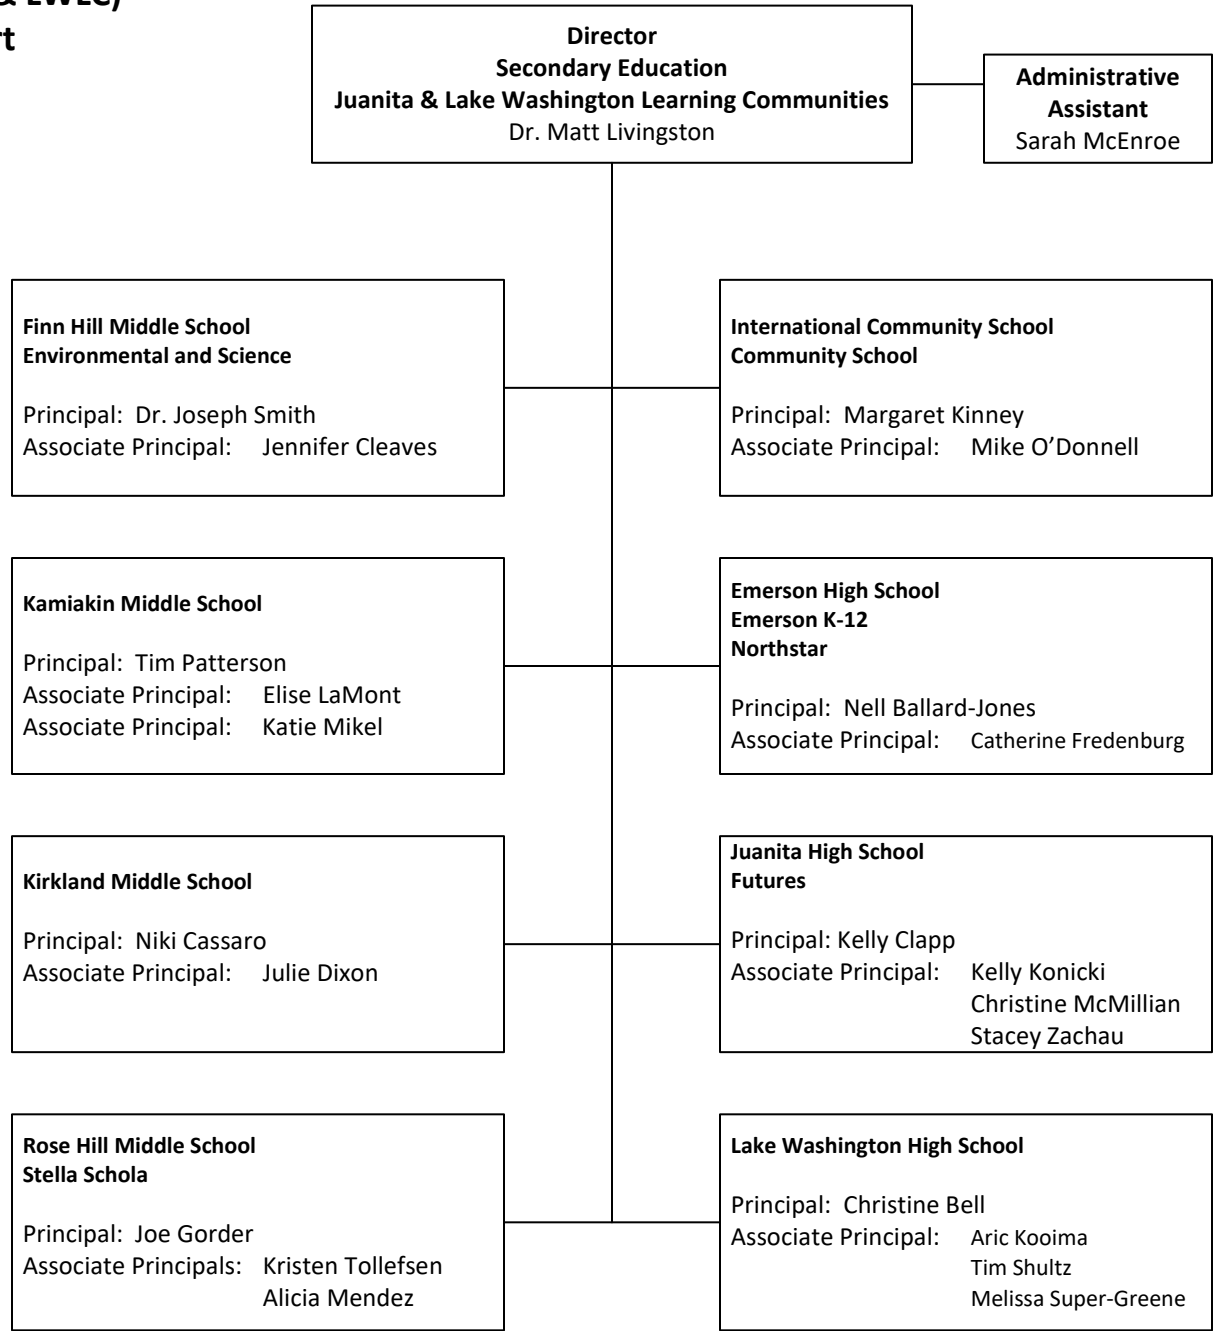 rt
Director
Secondary Education
Juanita & Lake Washington Learning Communities
Dr. Matt Livingston
Administrative
Assistant
Sarah McEnroe
Finn Hill Middle School
Environmental and Science
Principal: Dr. Joseph Smith
Associate Principal: Jennifer Cleaves
International Community School
Community School
Principal: Margaret Kinney
Associate Principal: Mike O’Donnell
Kamiakin Middle School
Principal: Tim Patterson
Associate Principal: Elise LaMont
Associate Principal: Katie Mikel
Emerson High School
Emerson K-12
Northstar
Principal: Nell Ballard-Jones
Associate Principal: Catherine Fredenburg
Kirkland Middle School
Principal: Niki Cassaro
Associate Principal: Julie Dixon
Juanita High School
Futures
Principal: Kelly Clapp
Associate Principal: Kelly Konicki
Christine McMillian
Stacey Zachau
Rose Hill Middle School
Stella Schola
Principal: Joe Gorder
Associate Principals: Kristen Tollefsen
Alicia Mendez
Lake Washington High School
Principal: Christine Bell
Associate Principal: Aric Kooima
Tim Shultz
Melissa Super-Greene